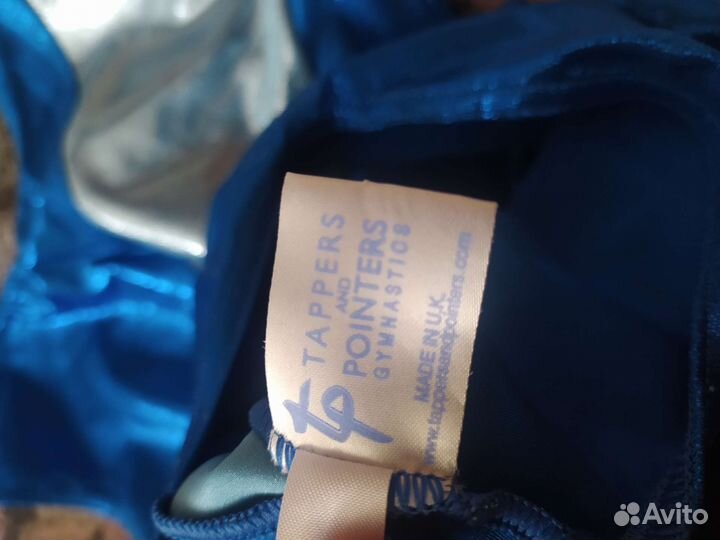 tp
TAPPERS
AND
POINTERS
GYMNASTICS
MADE IN U.K.
www.tappersandpointers.com
Avito